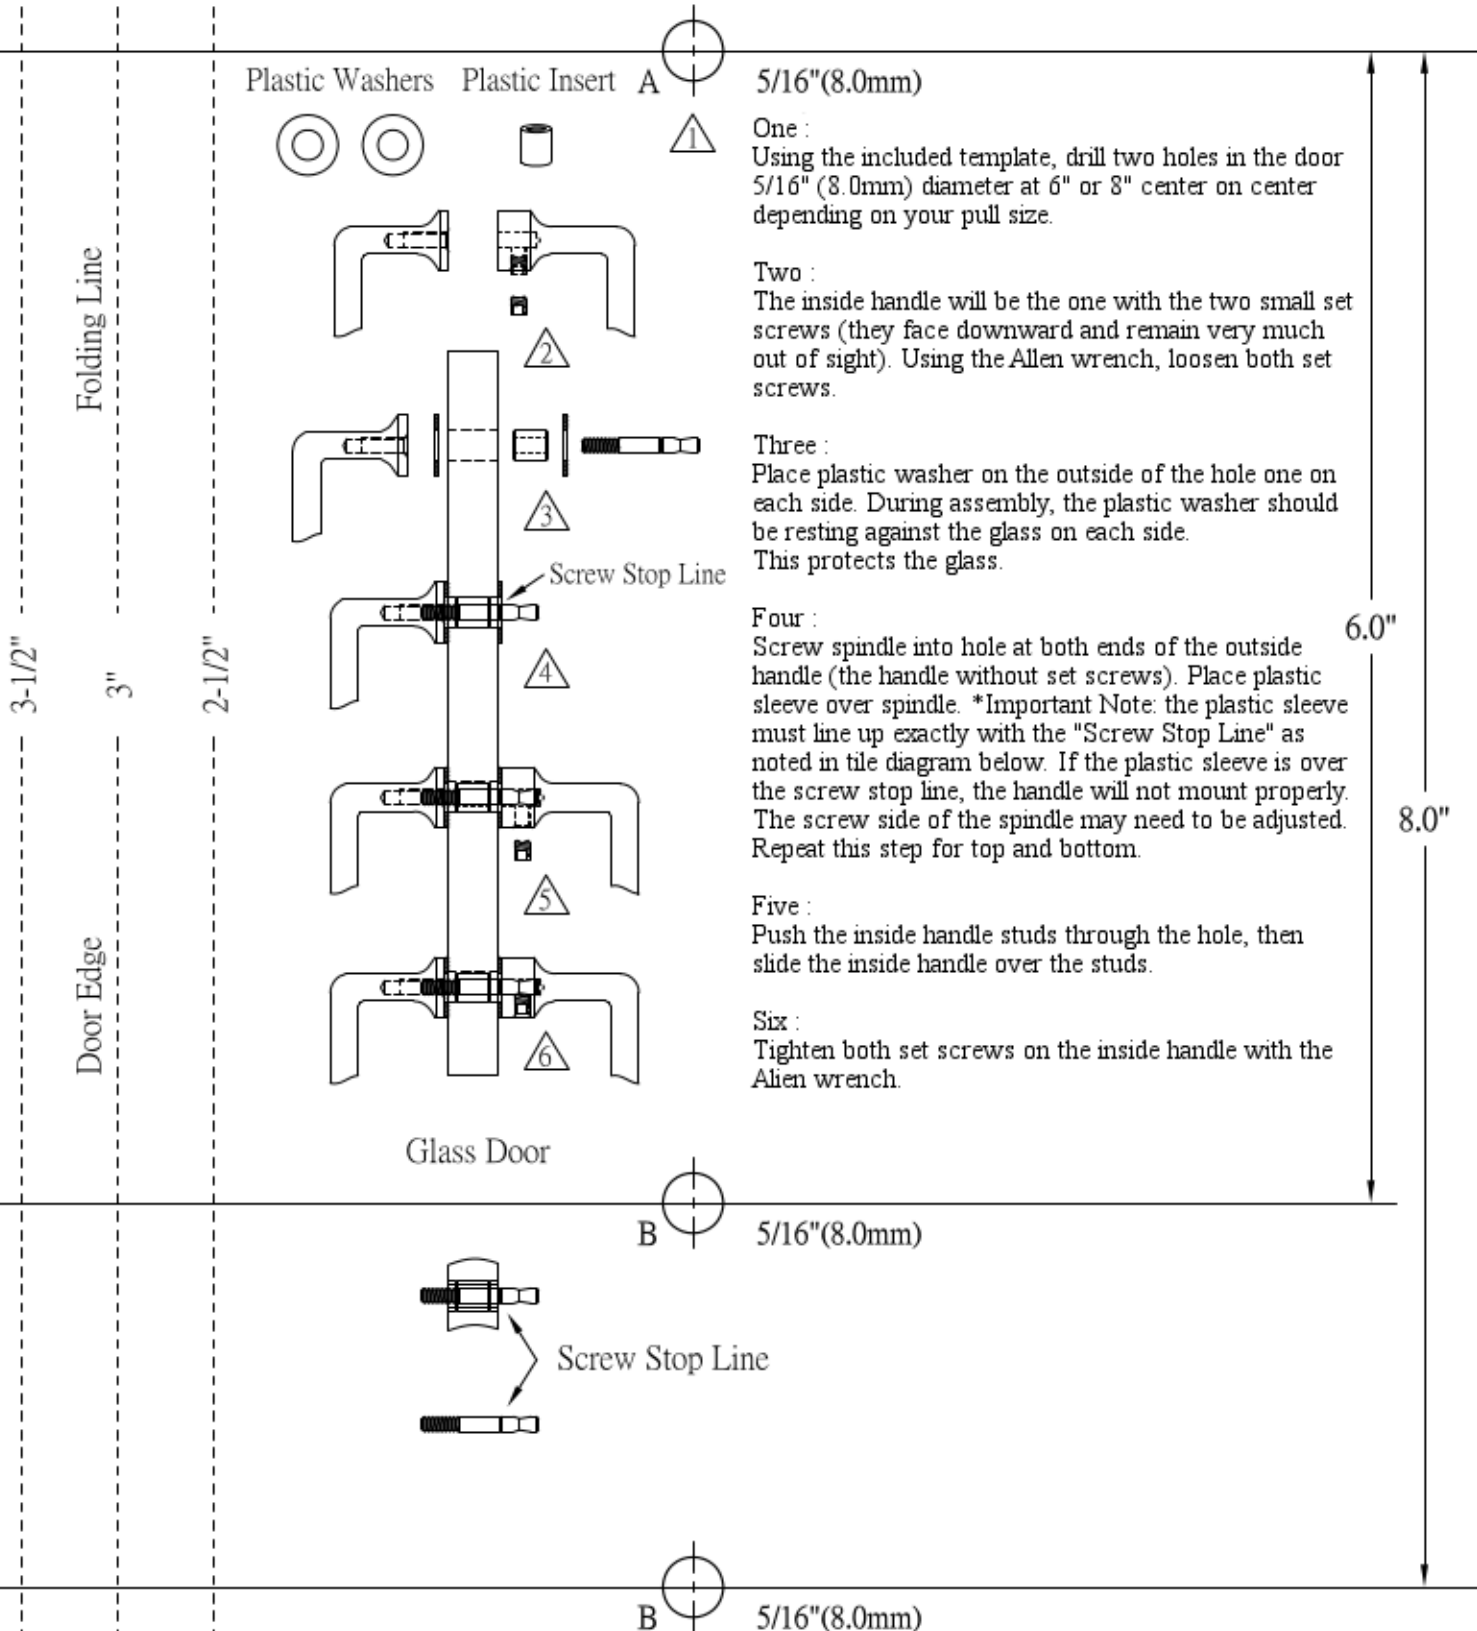 Plastic Washers
Plastic Insert
A
5/16"(8.0mm)
1
One :
Using the included template, drill two holes in the door
5/16" (8.0mm) diameter at 6" or 8" center on center
depending on your pull size.
2
Two :
The inside handle will be the one with the two small set
screws (they face downward and remain very much
out of sight). Using the Allen wrench, loosen both set
screws.
3
Three :
Place plastic washer on the outside of the hole one on
each side. During assembly, the plastic washer should
be resting against the glass on each side.
This protects the glass.
Screw Stop Line
4
Four :
Screw spindle into hole at both ends of the outside
handle (the handle without set screws). Place plastic
sleeve over spindle. *Important Note: the plastic sleeve
must line up exactly with the "Screw Stop Line" as
noted in tile diagram below. If the plastic sleeve is over
the screw stop line, the handle will not mount properly.
The screw side of the spindle may need to be adjusted.
Repeat this step for top and bottom.
5
Five :
Push the inside handle studs through the hole, then
slide the inside handle over the studs.
6
Six :
Tighten both set screws on the inside handle with the
Alien wrench.
Folding Line
Door Edge
3-1/2"
3"
2-1/2"
6.0"
8.0"
Glass Door
B
5/16"(8.0mm)
Screw Stop Line
B
5/16"(8.0mm)